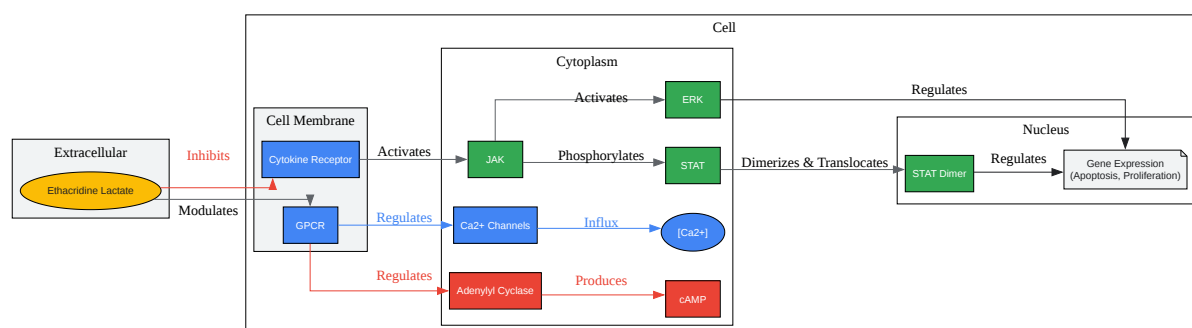 Cell
Cytoplasm
Activates
ERK
Regulates
Cell Membrane
Nucleus
Extracellular
Inhibits
Cytokine Receptor
Activates
JAK
Phosphorylates
STAT
Dimerizes & Translocates
STAT Dimer
Regulates
Gene Expression
(Apoptosis, Proliferation)
Ethacridine Lactate
Modulates
GPCR
Regulates
Ca2+ Channels
Influx
[Ca2+]
Regulates
Adenylyl Cyclase
Produces
cAMP